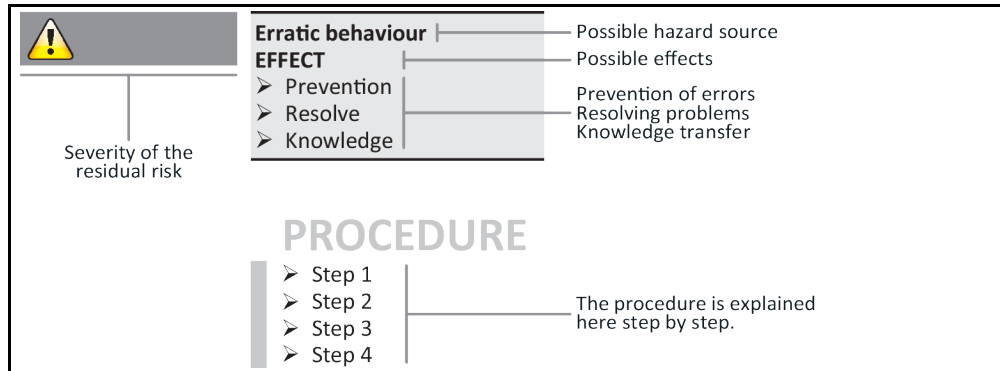 Erratic behaviour
Possible hazard source
EFFECT
Possible effects
➢ Prevention
➢ Resolve
➢ Knowledge
Prevention of errors
Resolving problems
Knowledge transfer
Severity of the
residual risk
PROCEDURE
➢ Step 1
➢ Step 2
➢ Step 3
➢ Step 4
The procedure is explained
here step by step.